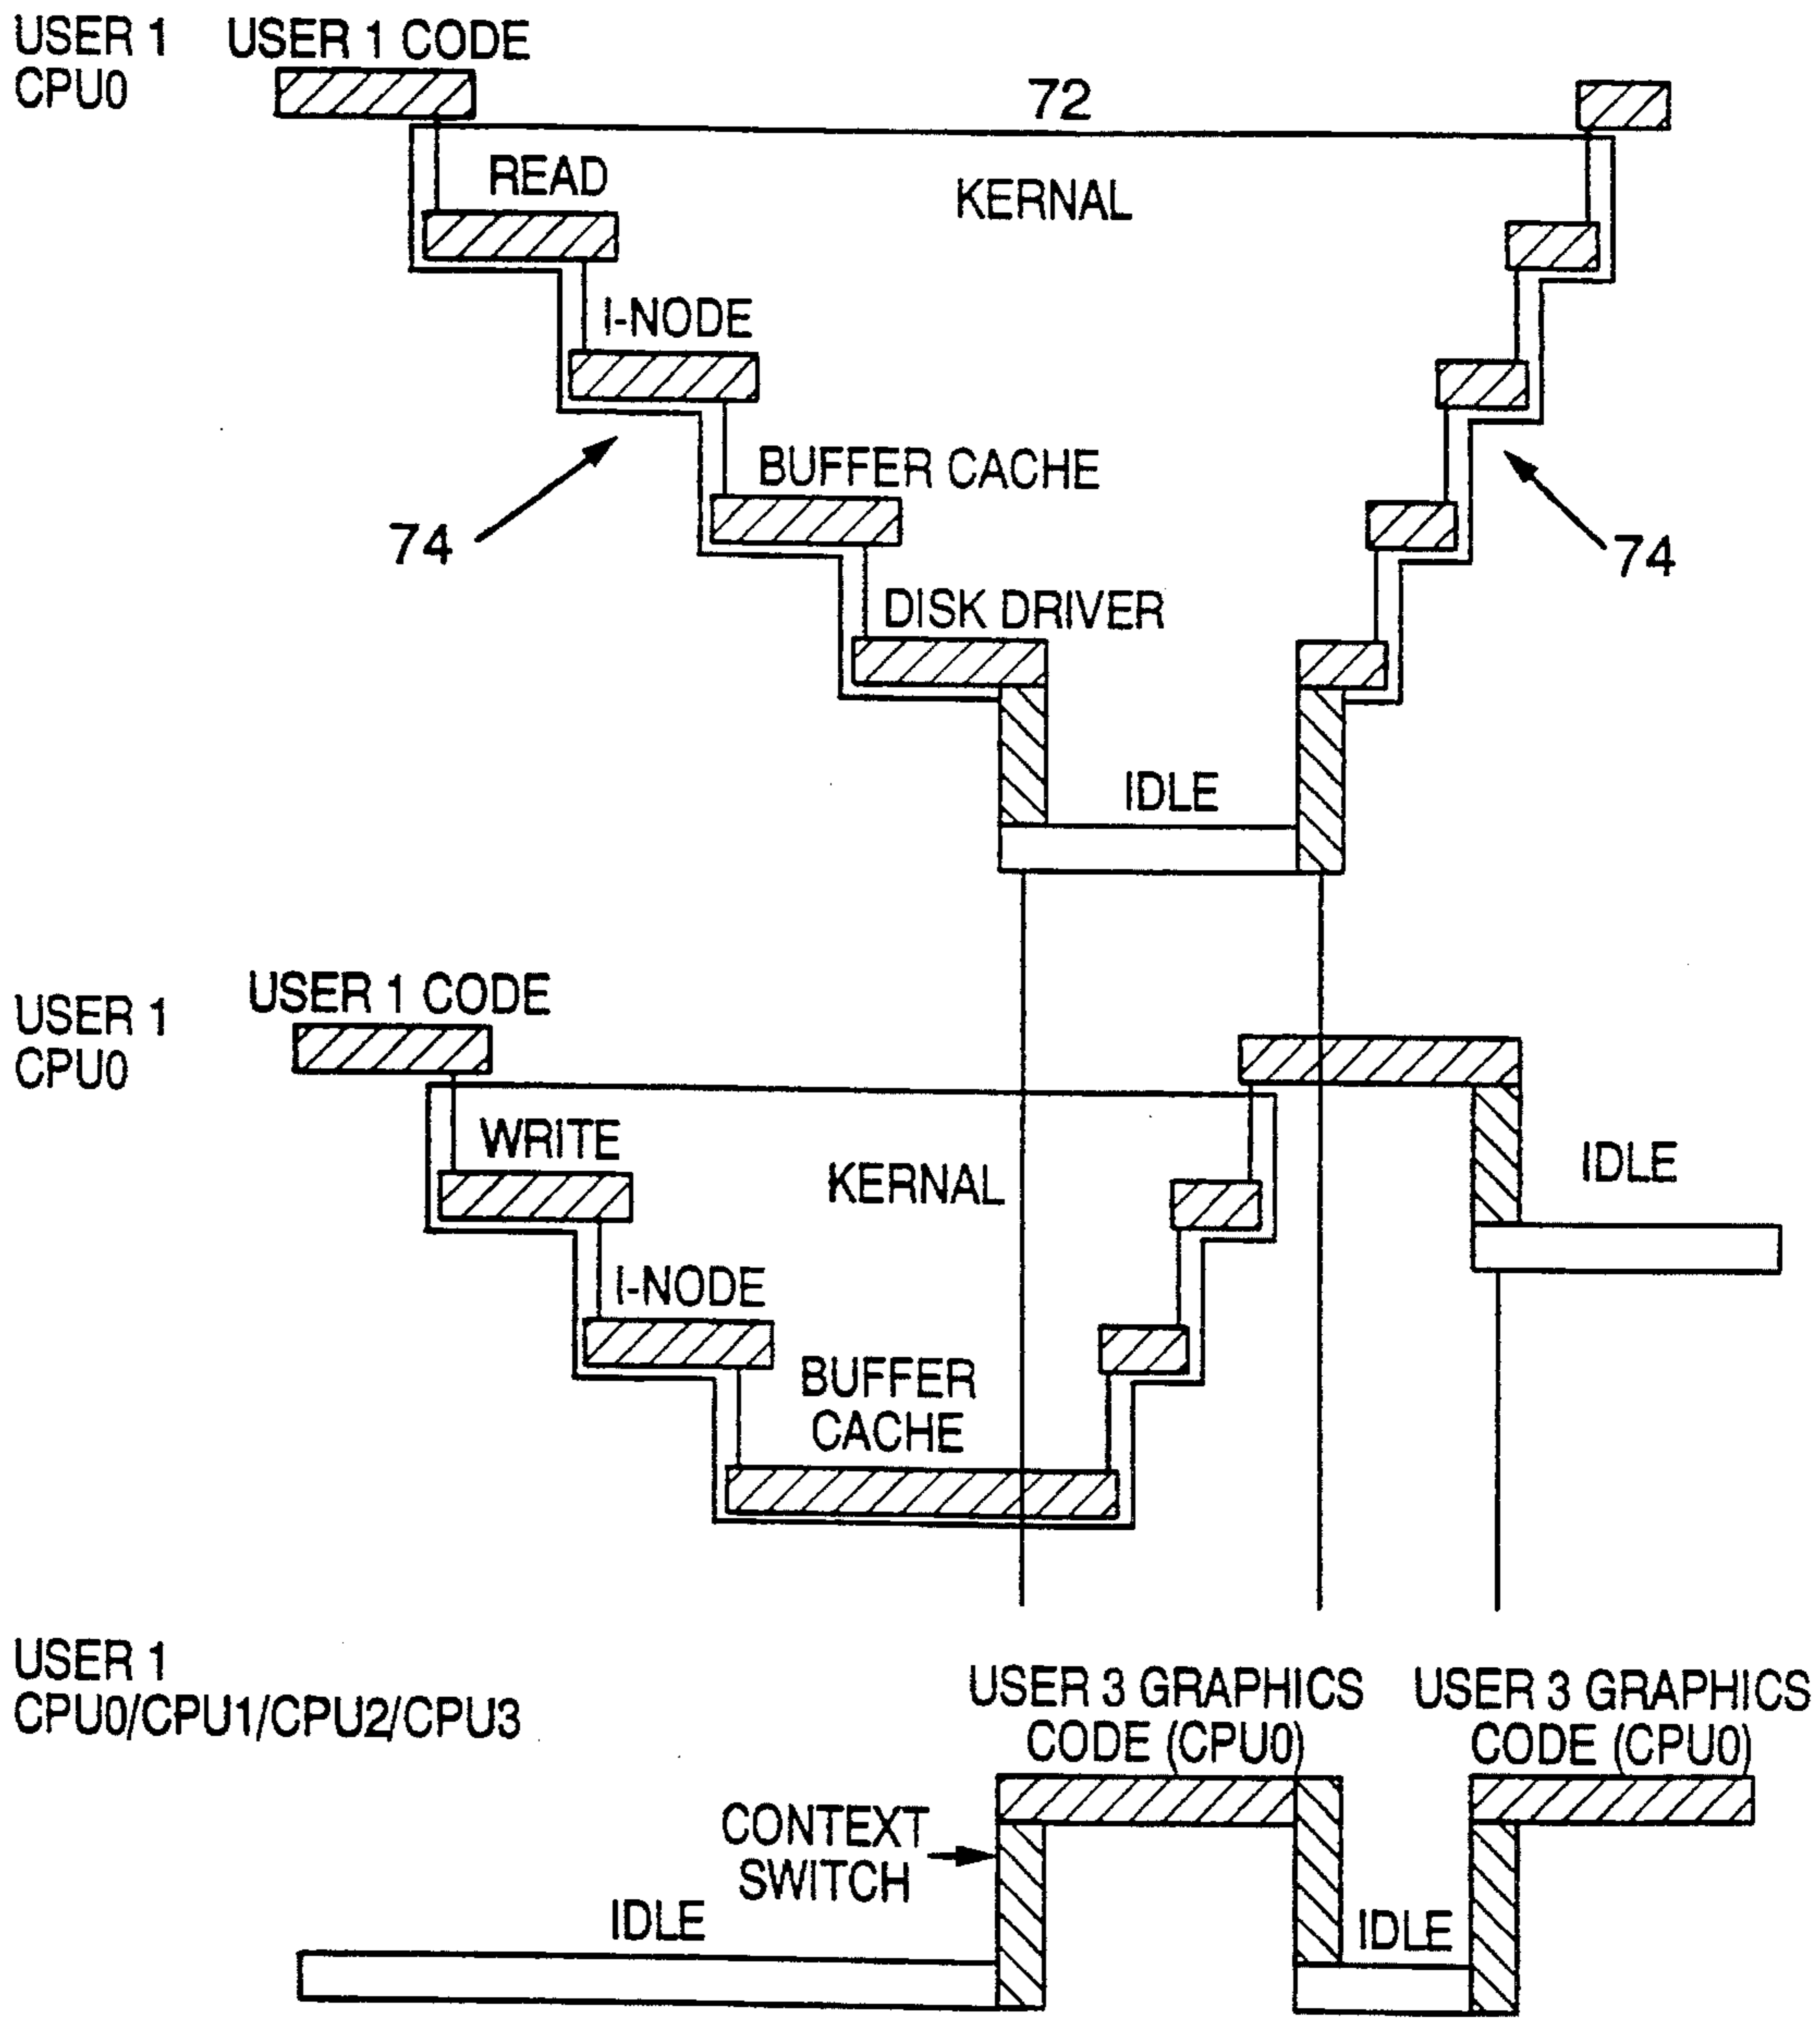 USER 1
CPU0
USER 1 CODE
72
READ
KERNAL
I-NODE
BUFFER CACHE
74
74
DISK DRIVER
IDLE
USER 1
CPU0
USER 1 CODE
WRITE
KERNAL
IDLE
I-NODE
BUFFER
CACHE
USER 1
CPU0/CPU1/CPU2/CPU3
USER 3 GRAPHICS
CODE (CPU0)
USER 3 GRAPHICS
CODE (CPU0)
CONTEXT
SWITCH
IDLE
IDLE